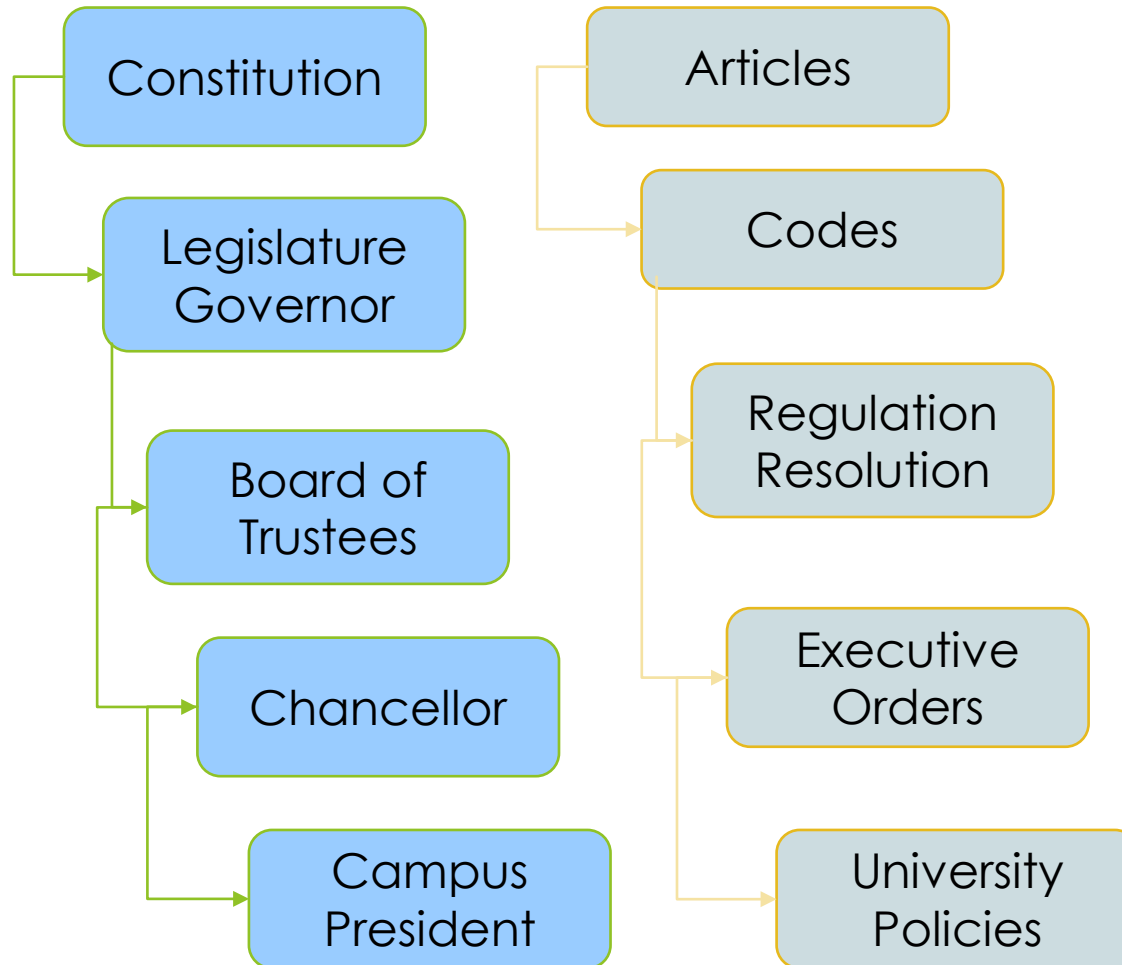 Constitution
Legislature
Governor
Board of
Trustees
Chancellor
Campus
President
Articles
Codes
Regulation
Resolution
Executive
Orders
University
Policies